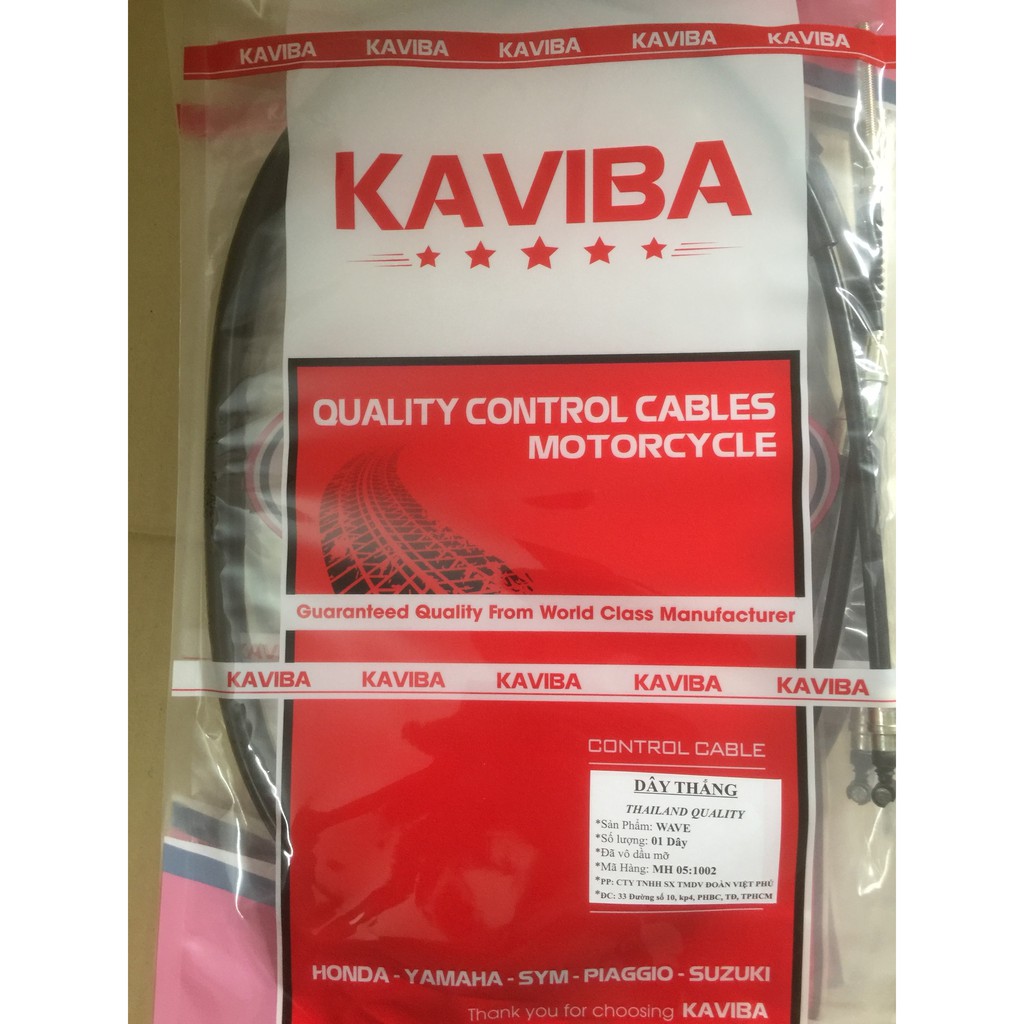 KAVIBA KAVIBA KAVIBA KAVIBA KAVIBA
KAVIBA
QUALITY CONTROL CABLES
MOTORCYCLE
Guaranteed Quality From World Class Manufacturer
KAVIBA KAVIBA KAVIBA KAVIBA KAVIBA
CONTROL CABLE
DÂY THẮNG
THAILAND QUALITY
*Sản Phẩm: WAVE
*Số lượng: 01 Dây
*Đã vô dầu mỡ
*Mã Hàng: MH 05:1002
*PP: CTY TNHH SX TMDV ĐOÀN VIỆT PHÚ
*ĐC: 33 Đường số 10, kp4, PHBC, TĐ, TPHCM
HONDA - YAMAHA - SYM - PIAGGIO - SUZUKI
Thank you for choosing KAVIBA